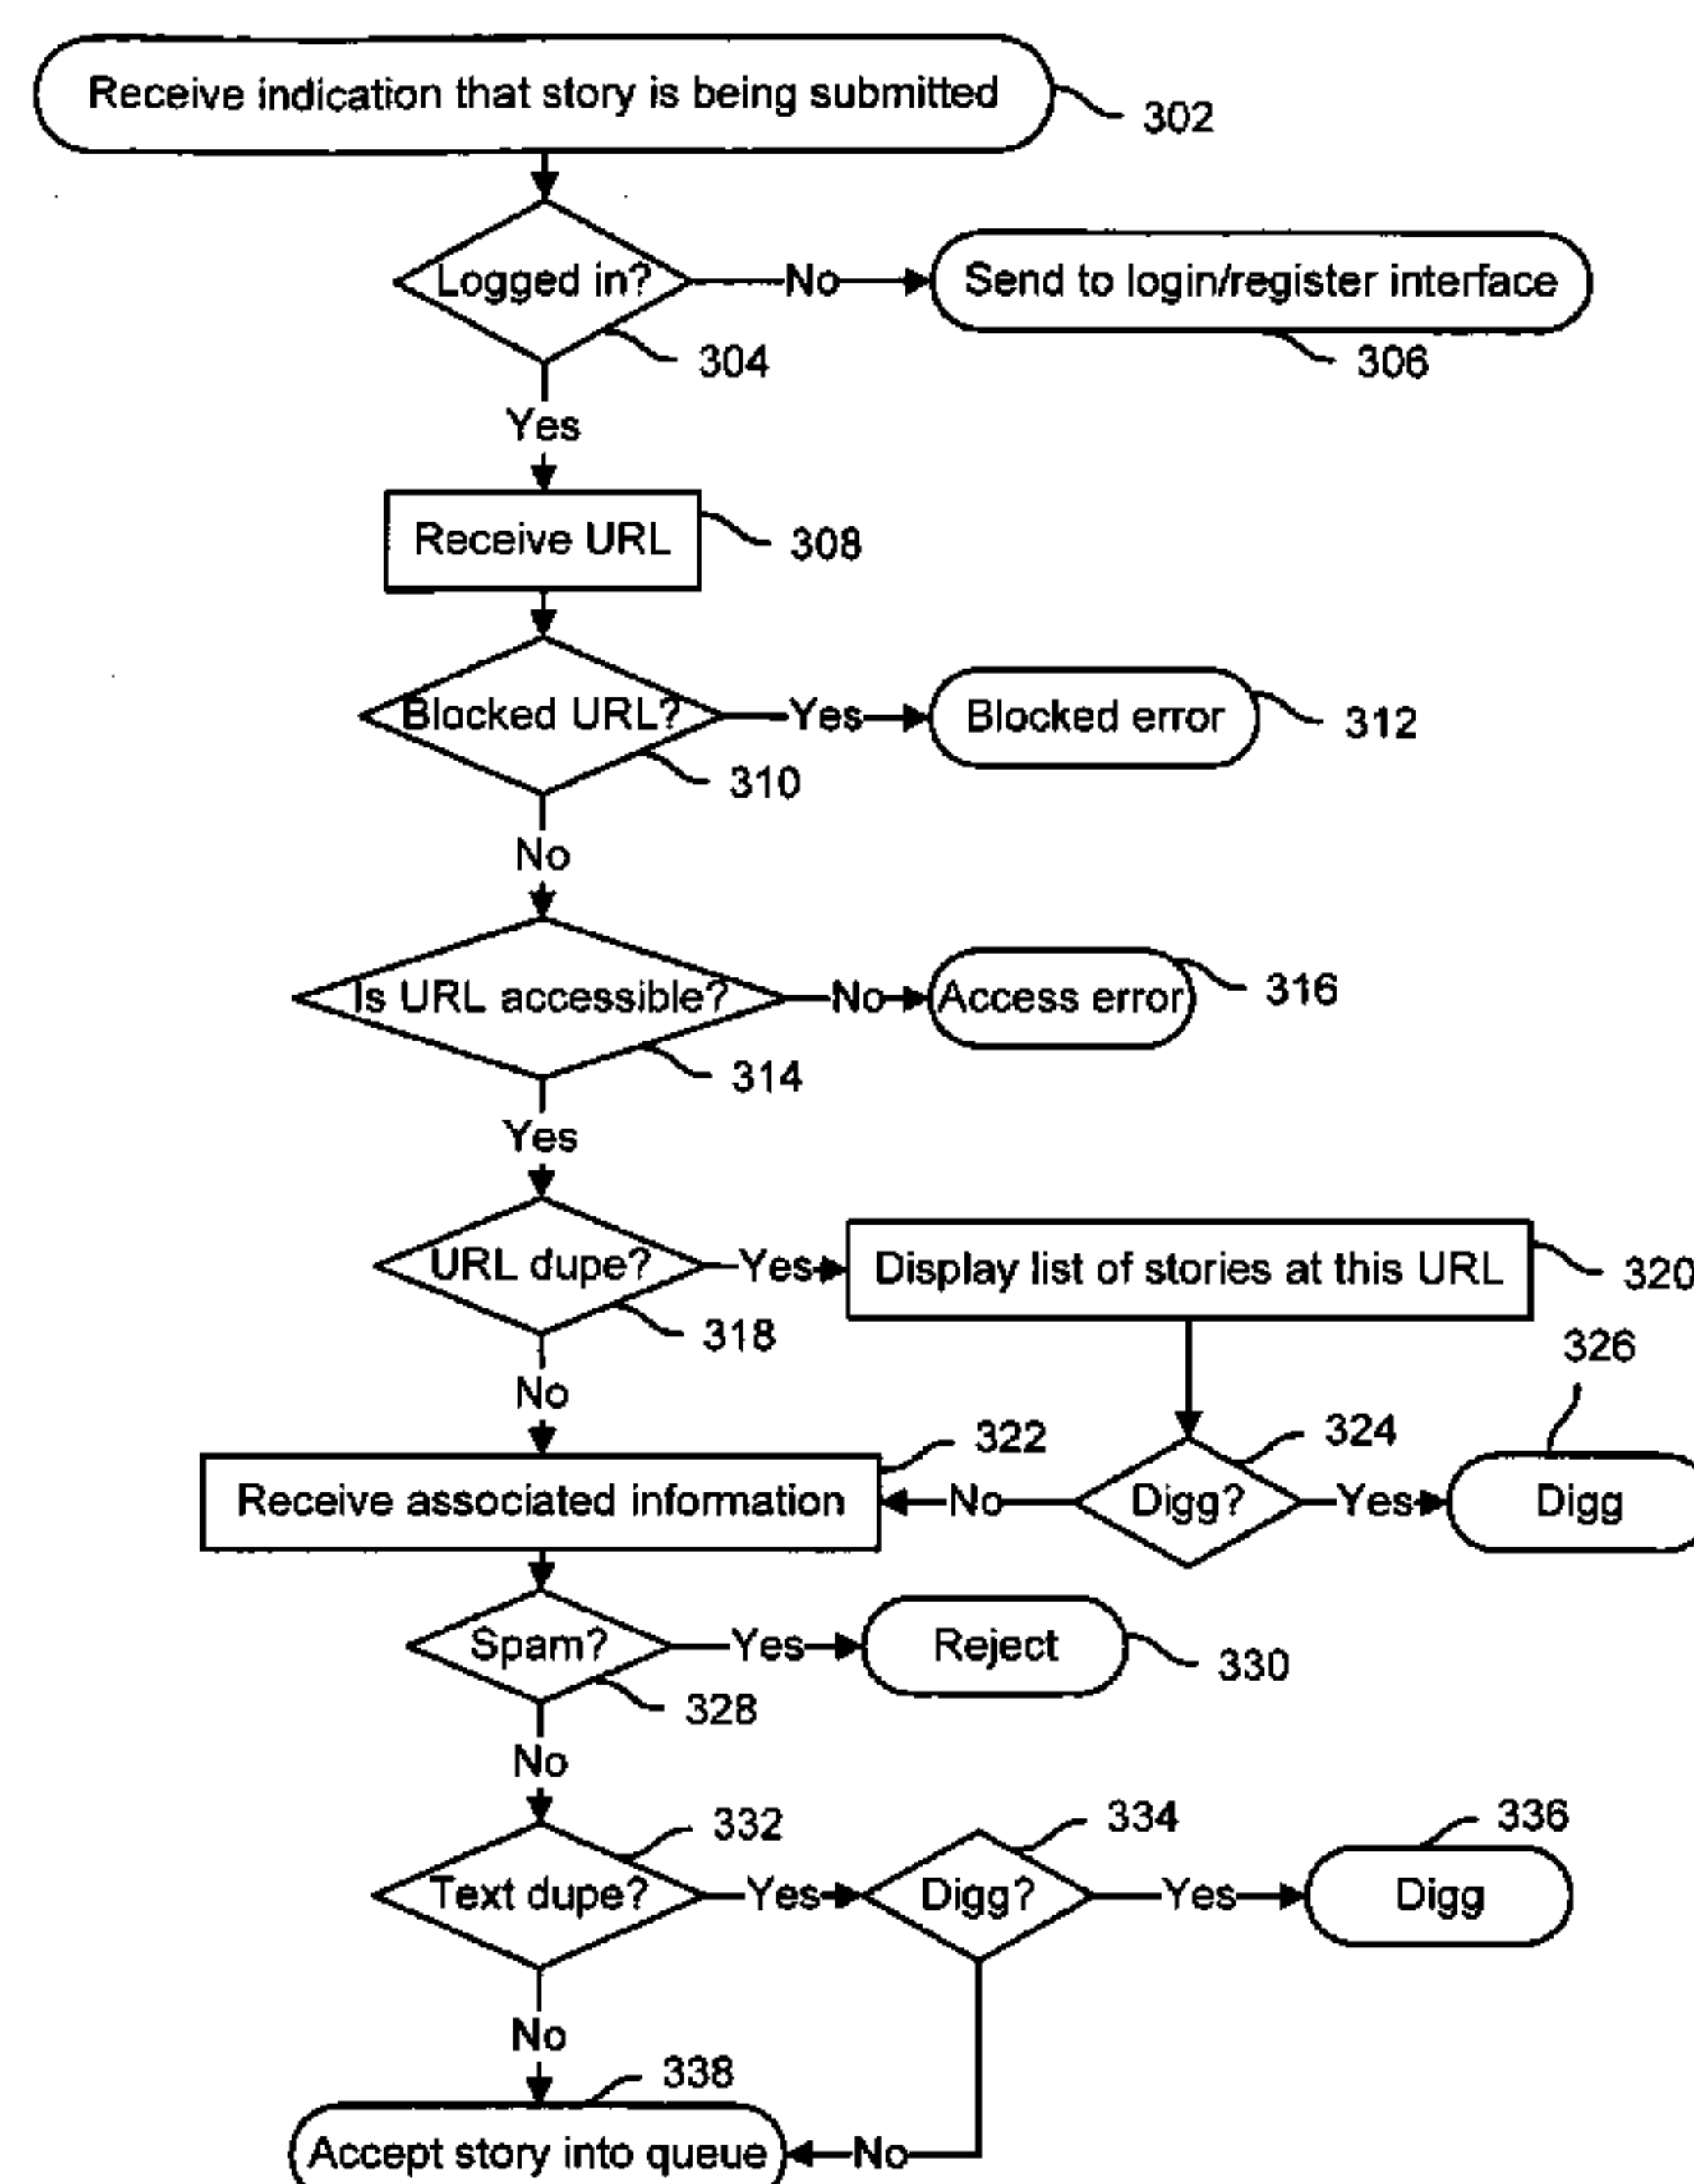 Receive indication that story is being submitted
302
Logged in?
No
Send to login/register interface
304
306
Yes
Receive URL
308
Blocked URL?
Yes
Blocked error
312
310
No
Is URL accessible?
No
Access error
316
314
Yes
URL dupe?
Yes
Display list of stories at this URL
320
318
326
No
322
324
Receive associated information
No
Digg?
Yes
Digg
Spam?
Yes
Reject
330
328
No
332
334
336
Text dupe?
Yes
Digg?
Yes
Digg
No
338
Accept story into queue
No